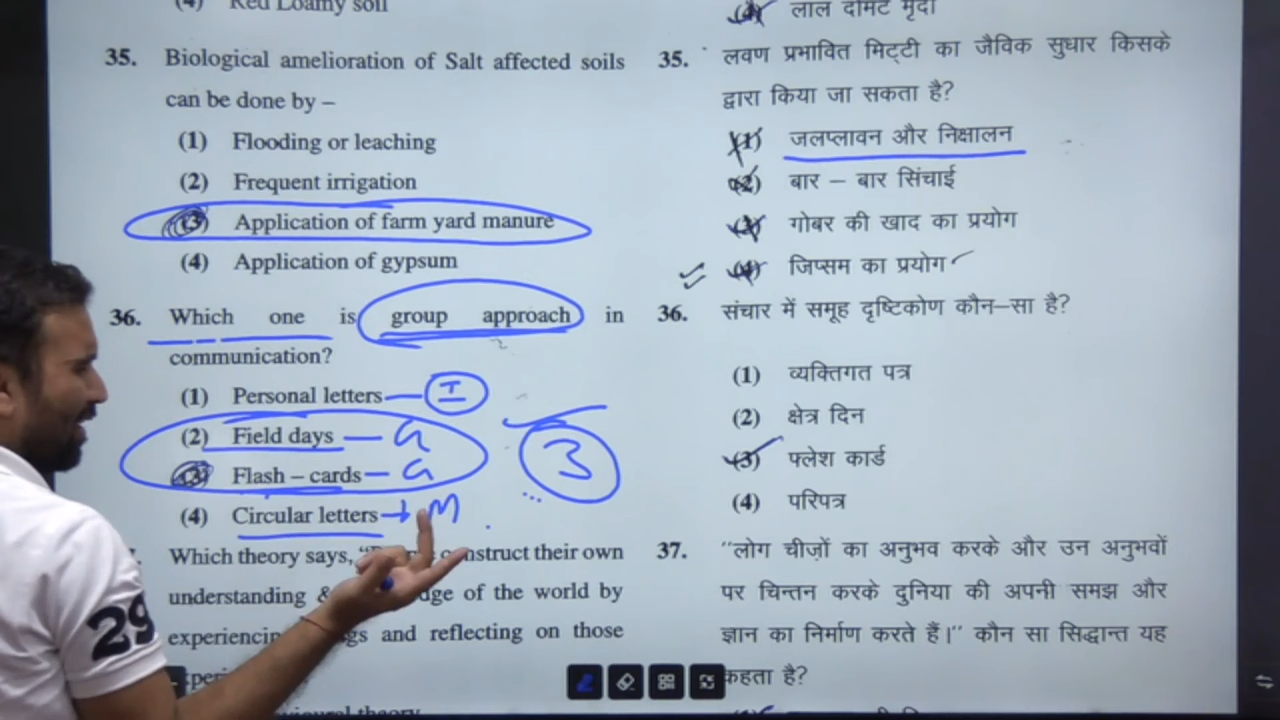 (4) Red Loamy soil
35. Biological amelioration of Salt affected soils
can be done by –
(1) Flooding or leaching
(2) Frequent irrigation
(3) Application of farm yard manure
(4) Application of gypsum
36. Which one is group approach in
communication?
(1) Personal letters — I
(2) Field days — G
(3) Flash – cards — G
3
(4) Circular letters → M
Which theory says, construct their own
understanding & of the world by
and reflecting on those
theory
(4) लाल दोमट मृदा
35. लवण प्रभावित मिट्टी का जैविक सुधार किसके
द्वारा किया जा सकता है?
(1) जलप्लावन और निक्षालन
(2) बार – बार सिंचाई
(3) गोबर की खाद का प्रयोग
(4) जिप्सम का प्रयोग
36. संचार में समूह दृष्टिकोण कौन–सा है?
(1) व्यक्तिगत पत्र
(2) क्षेत्र दिन
(3) फ्लेश कार्ड
(4) परिपत्र
37. “लोग चीज़ों का अनुभव करके और उन अनुभवों
पर चिन्तन करके दुनिया की अपनी समझ और
ज्ञान का निर्माण करते हैं।” कौन सा सिद्धान्त यह
कहता है?
29